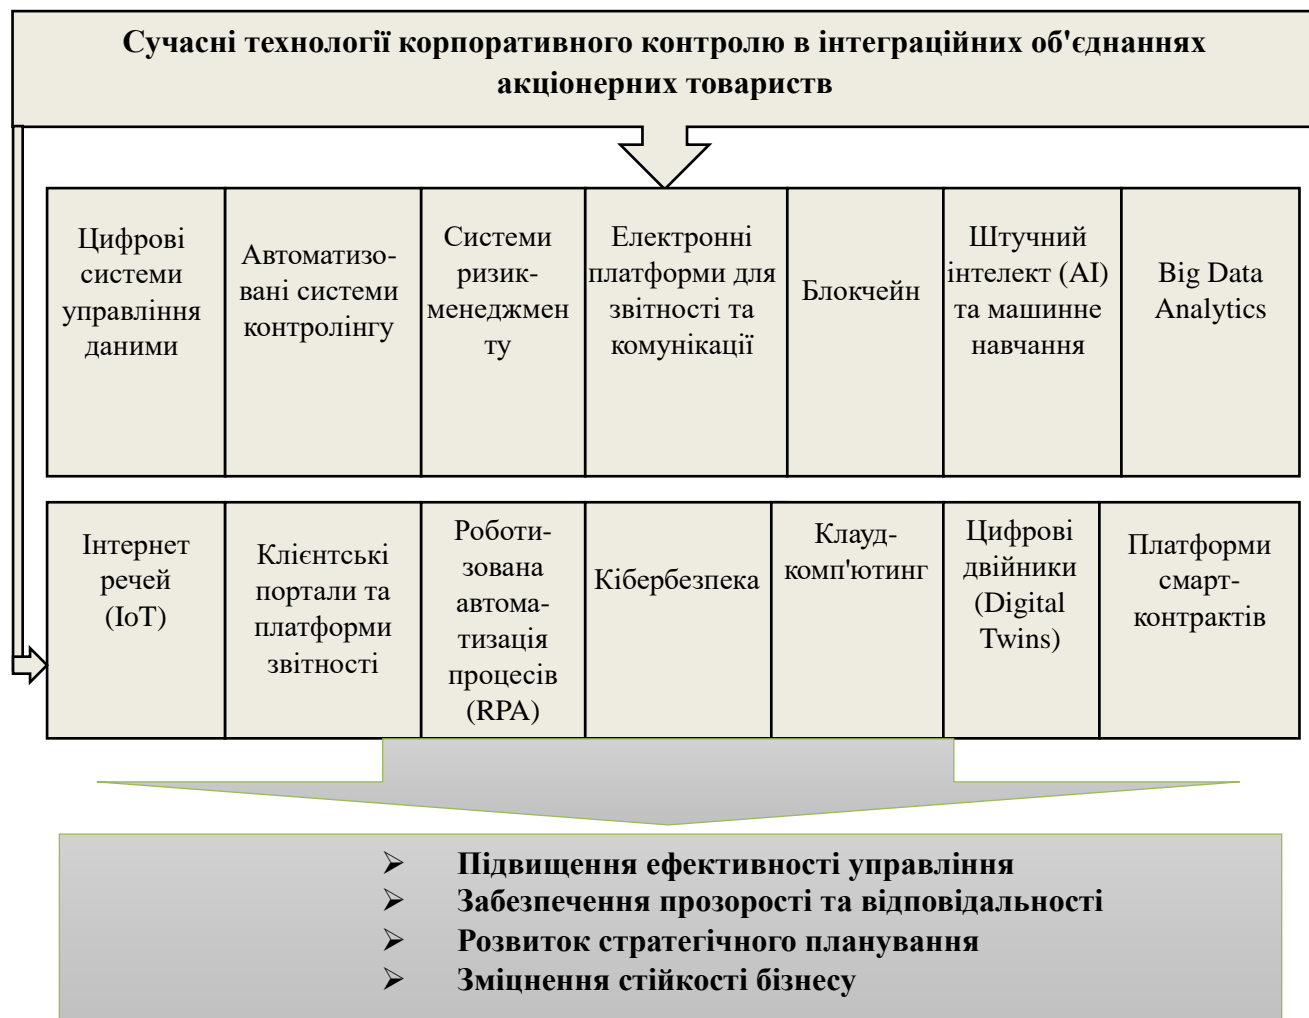 Сучасні технології корпоративного контролю в інтеграційних об'єднаннях
акціонерних товариств
Цифрові
системи
управління
даними
Автоматизо-
вані системи
контролінгу
Системи
ризик-
менеджмен
ту
Електронні
платформи для
звітності та
комунікації
Блокчейн
Штучний
інтелект (AI)
та машинне
навчання
Big Data
Analytics
Інтернет
речей
(IoT)
Клієнтські
портали та
платформи
звітності
Роботи-
зована
автома-
тизація
процесів
(RPA)
Кібербезпека
Клауд-
комп'ютинг
Цифрові
двійники
(Digital
Twins)
Платформи
смарт-
контрактів
➢ Підвищення ефективності управління
➢ Забезпечення прозорості та відповідальності
➢ Розвиток стратегічного планування
➢ Зміцнення стійкості бізнесу